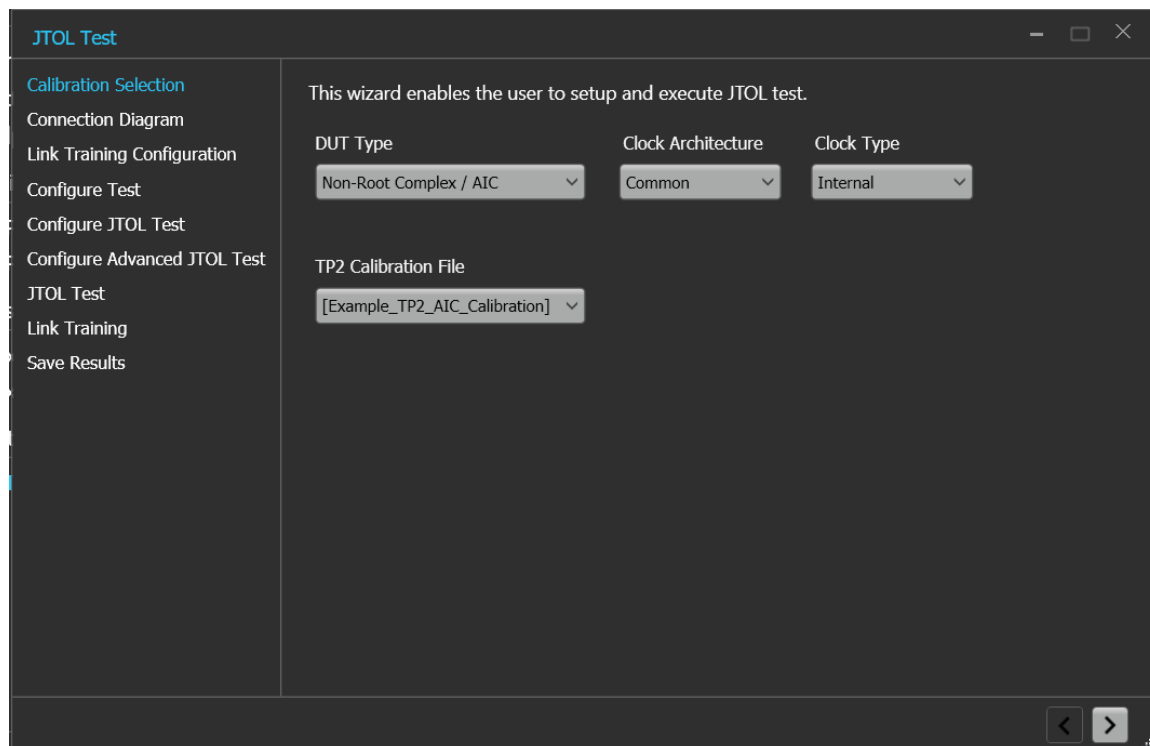 JTOL Test
Calibration Selection
Connection Diagram
Link Training Configuration
Configure Test
Configure JTOL Test
Configure Advanced JTOL Test
JTOL Test
Link Training
Save Results
This wizard enables the user to setup and execute JTOL test.
DUT Type
Clock Architecture
Clock Type
Non-Root Complex / AIC
Common
Internal
TP2 Calibration File
[Example_TP2_AIC_Calibration]